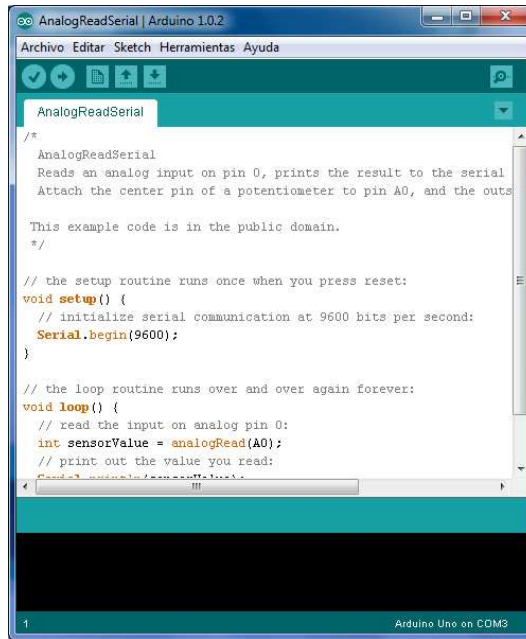 AnalogReadSerial | Arduino 1.0.2
Archivo Editar Sketch Herramientas Ayuda
AnalogReadSerial
/*
AnalogReadSerial
Reads an analog input on pin 0, prints the result to the serial
Attach the center pin of a potentiometer to pin A0, and the outs
This example code is in the public domain.
*/
// the setup routine runs once when you press reset:
void setup() {
// initialize serial communication at 9600 bits per second:
Serial.begin(9600);
}
// the loop routine runs over and over again forever:
void loop() {
// read the input on analog pin 0:
int sensorValue = analogRead(A0);
// print out the value you read:
Serial.println(sensorValue);
1 Arduino Uno on COM3